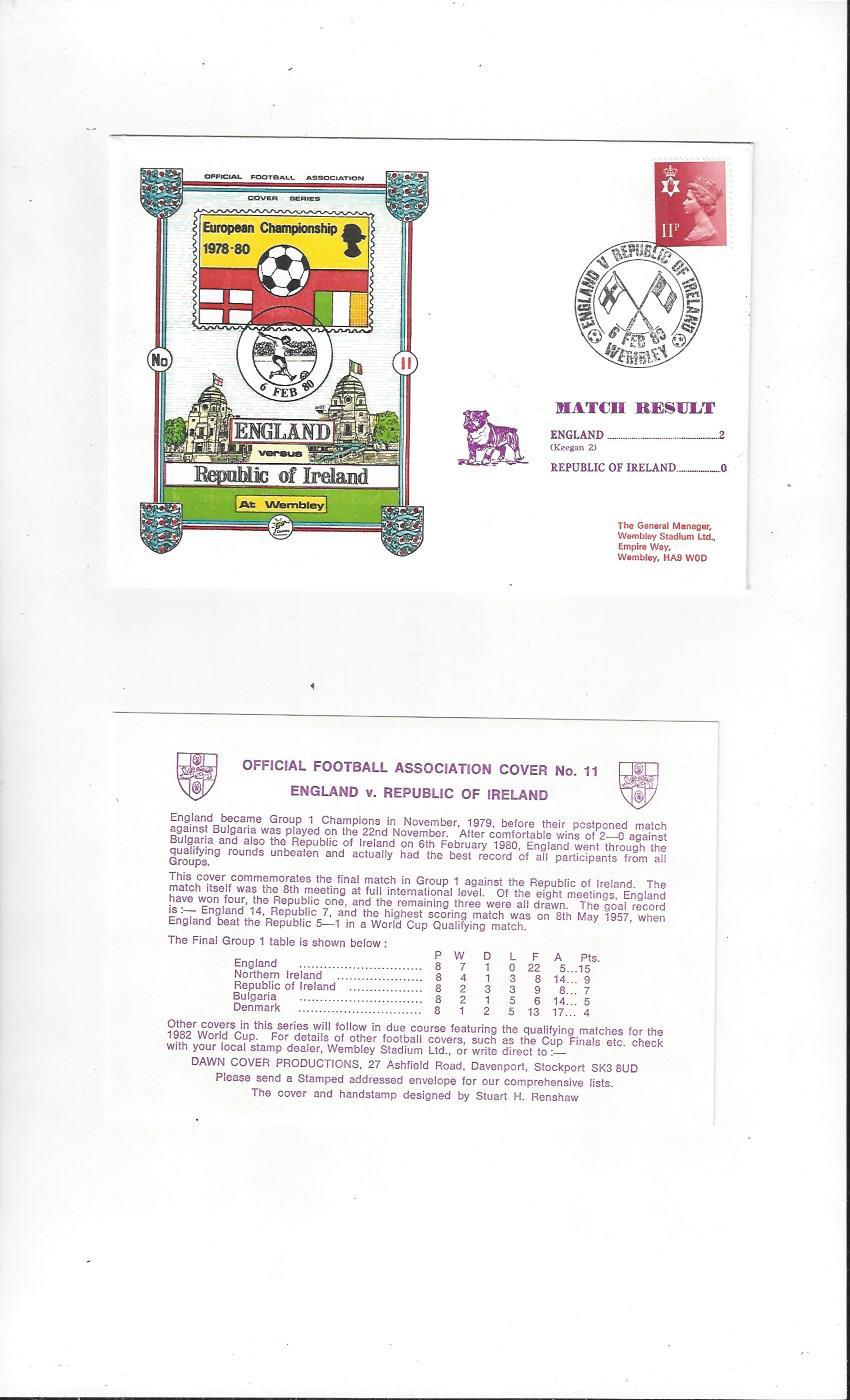 OFFICIAL FOOTBALL ASSOCIATION
COVER SERIES
European Championship
1978-80
No
11
6 FEB 80
ENGLAND
versus
Republic of Ireland
At Wembley
11P
ENGLAND V REPUBLIC OF IRELAND
6 FEB 80
WEMBLEY
MATCH RESULT
ENGLAND ........................................2
(Keegan 2)
REPUBLIC OF IRELAND................0
The General Manager,
Wembley Stadium Ltd.,
Empire Way,
Wembley, HA9 W0D
OFFICIAL FOOTBALL ASSOCIATION COVER No. 11
ENGLAND v. REPUBLIC OF IRELAND
England became Group 1 Champions in November, 1979, before their postponed match
against Bulgaria was played on the 22nd November. After comfortable wins of 2—0 against
Bulgaria and also the Republic of Ireland on 6th February 1980, England went through the
qualifying rounds unbeaten and actually had the best record of all participants from all
Groups.
This cover commemorates the final match in Group 1 against the Republic of Ireland. The
match itself was the 8th meeting at full international level. Of the eight meetings, England
have won four, the Republic one, and the remaining three were all drawn. The goal record
is :— England 14, Republic 7, and the highest scoring match was on 8th May 1957, when
England beat the Republic 5—1 in a World Cup Qualifying match.
The Final Group 1 table is shown below :
P W D L F A Pts.
England .............................. 8 7 1 0 22 5...15
Northern Ireland ..................... 8 4 1 3 8 14... 9
Republic of Ireland .................. 8 2 3 3 9 8... 7
Bulgaria .............................. 8 2 1 5 6 14... 5
Denmark .............................. 8 1 2 5 13 17... 4
Other covers in this series will follow in due course featuring the qualifying matches for the
1982 World Cup. For details of other football covers, such as the Cup Finals etc. check
with your local stamp dealer, Wembley Stadium Ltd., or write direct to :—
DAWN COVER PRODUCTIONS, 27 Ashfield Road, Davenport, Stockport SK3 8UD
Please send a Stamped addressed envelope for our comprehensive lists.
The cover and handstamp designed by Stuart H. Renshaw